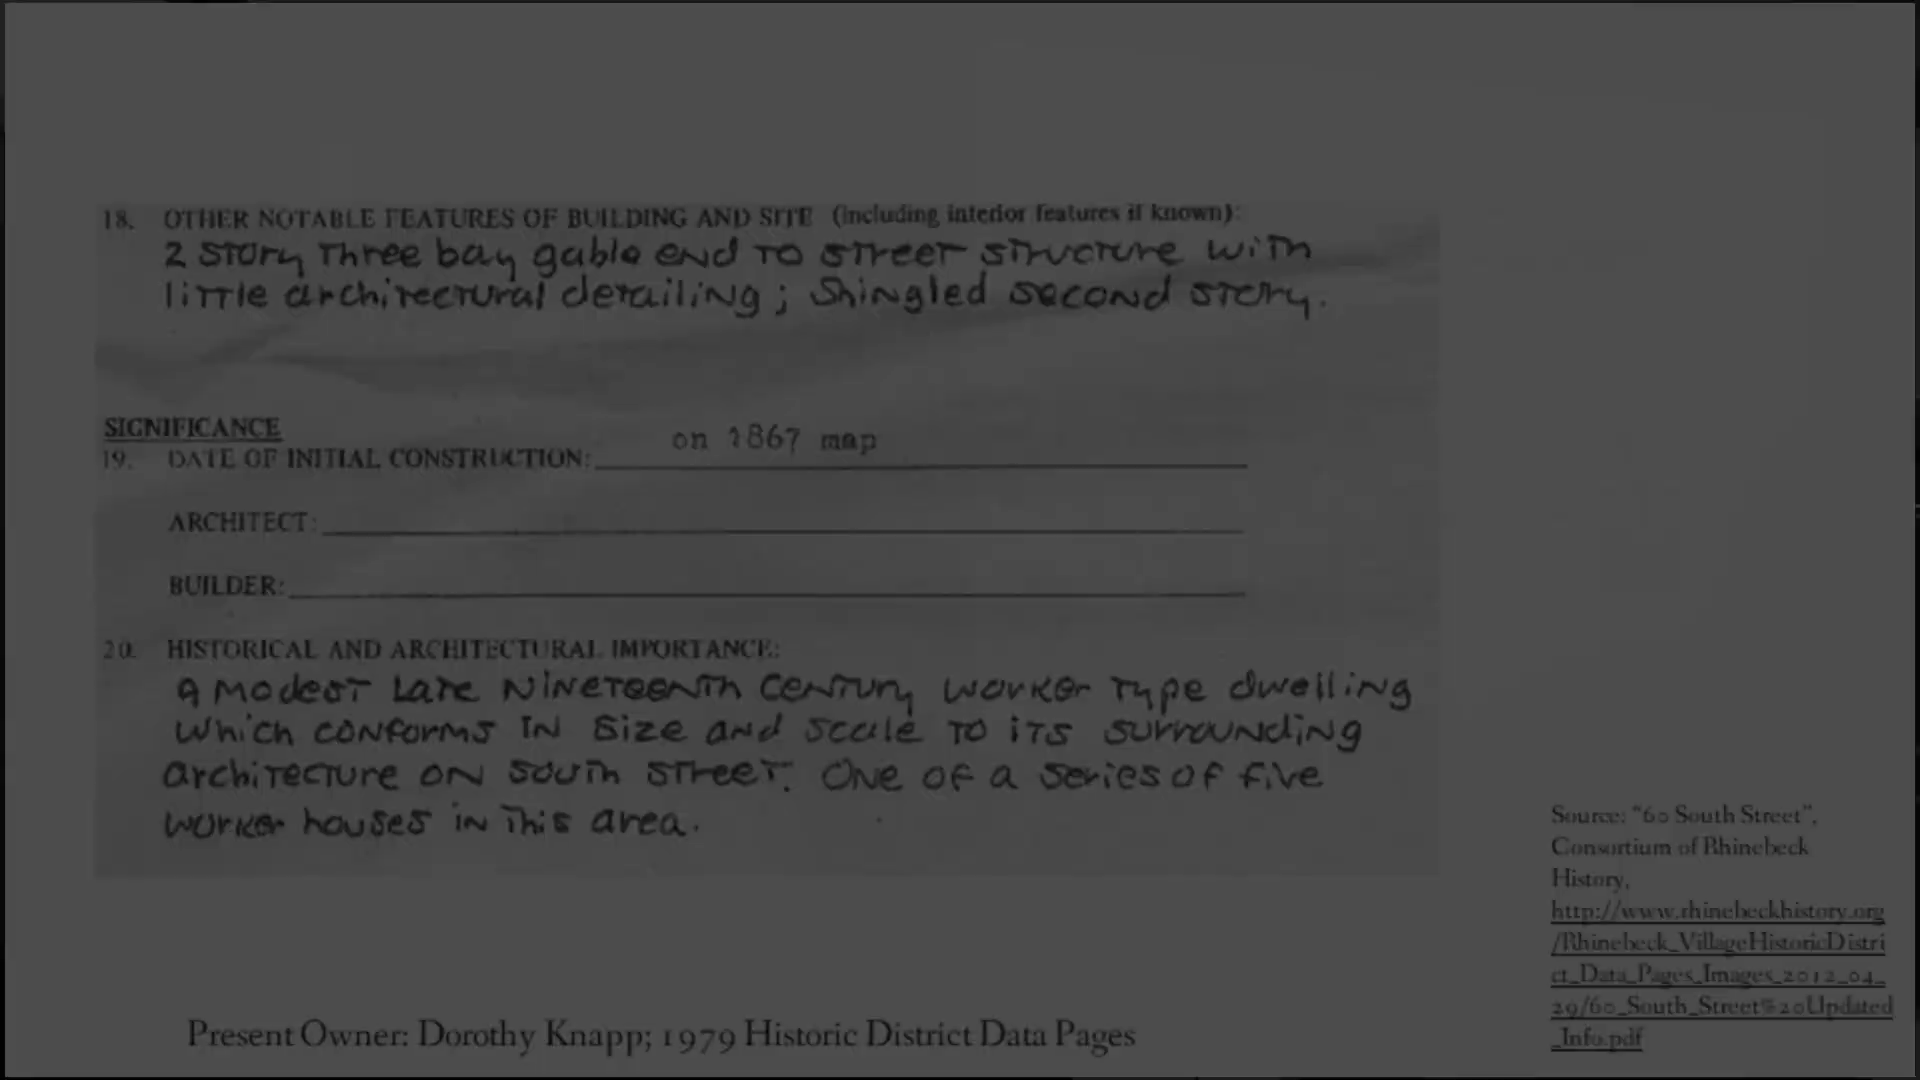 18. OTHER NOTABLE FEATURES OF BUILDING AND SITE (including interior features if known):
2 story three bay gable end to street structure with
little architectural detailing; shingled second story.
SIGNIFICANCE
on 1867 map
19. DATE OF INITIAL CONSTRUCTION:
ARCHITECT:
BUILDER:
20. HISTORICAL AND ARCHITECTURAL IMPORTANCE:
A modest late nineteenth century worker type dwelling
which conforms in size and scale to its surrounding
architecture on South Street. One of a series of five
worker houses in this area.
Source: "60 South Street",
Consortium of Rhinebeck
History,
http://www.rhinebeckhistory.org
/Rhinebeck_VillageHistoricDistri
ct_Data_Pages_Images_2012_04_
29/60_South_Street%20Updated
_Info.pdf
Present Owner: Dorothy Knapp; 1979 Historic District Data Pages